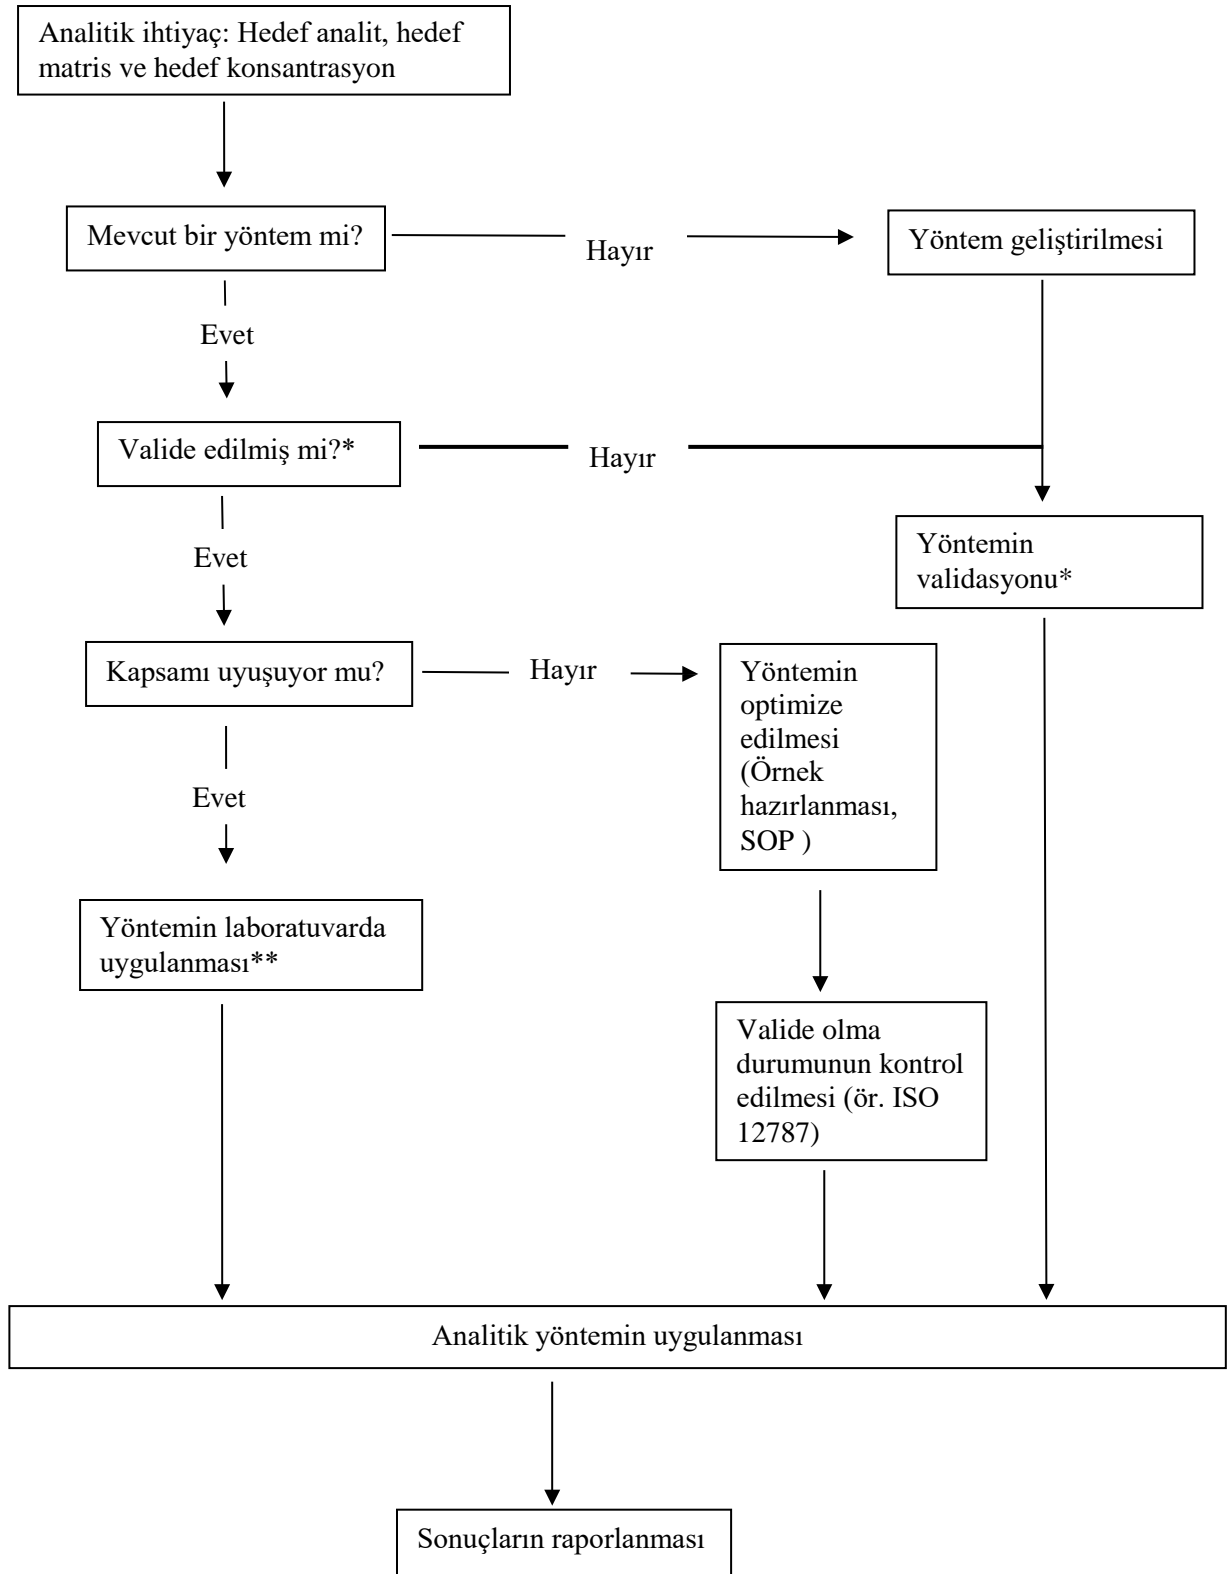 Analitik ihtiyaç: Hedef analit, hedef
matris ve hedef konsantrasyon
Mevcut bir yöntem mi?
Hayır
Yöntem geliştirilmesi
Evet
Valide edilmiş mi?*
Hayır
Evet
Yöntemin
validasyonu*
Kapsamı uyuşuyor mu?
Hayır
Yöntemin
optimize
edilmesi
(Örnek
hazırlanması,
SOP )
Evet
Yöntemin laboratuvarda
uygulanması**
Valide olma
durumunun kontrol
edilmesi (ör. ISO
12787)
Analitik yöntemin uygulanması
Sonuçların raporlanması